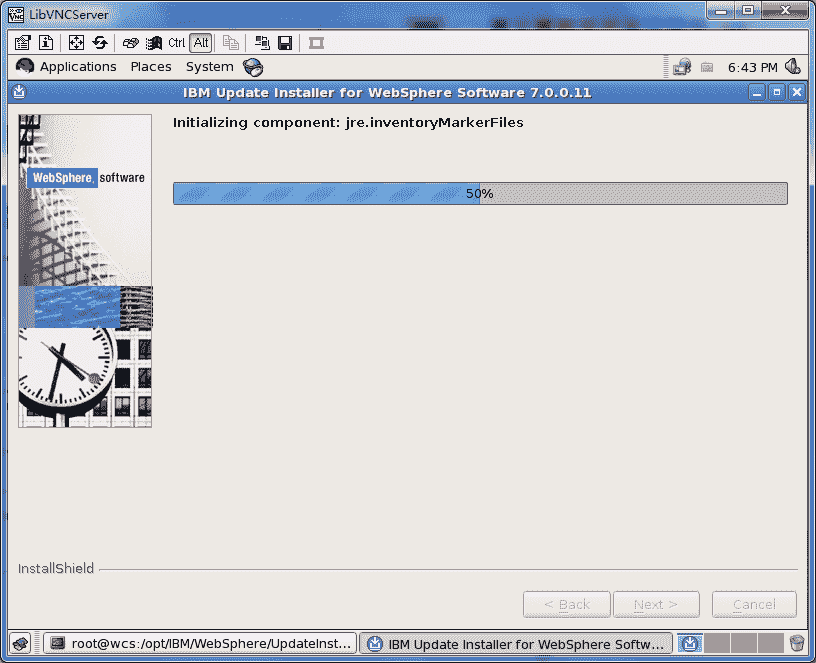 LibVNCServer
Ctrl Alt
Applications Places System 6:43 PM
IBM Update Installer for WebSphere Software 7.0.0.11
Initializing component: jre.inventoryMarkerFiles
WebSphere. software
50%
InstallShield
< Back Next > Cancel
root@wcs:/opt/IBM/WebSphere/UpdateInst... IBM Update Installer for WebSphere Softw...